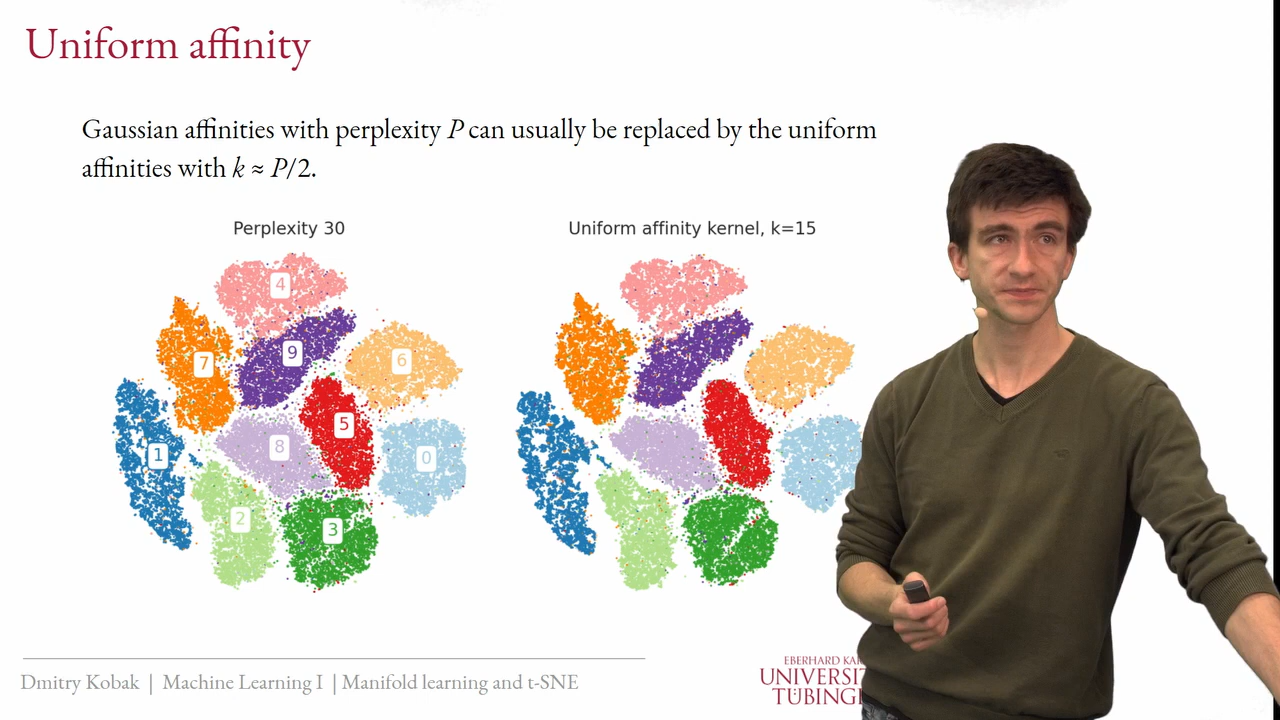 Uniform affinity
Gaussian affinities with perplexity P can usually be replaced by the uniform
affinities with k ≈ P/2.
Perplexity 30
Uniform affinity kernel, k=15
4
7
9
6
5
1
8
0
2
3
Dmitry Kobak | Machine Learning I | Manifold learning and t-SNE
EBERHARD